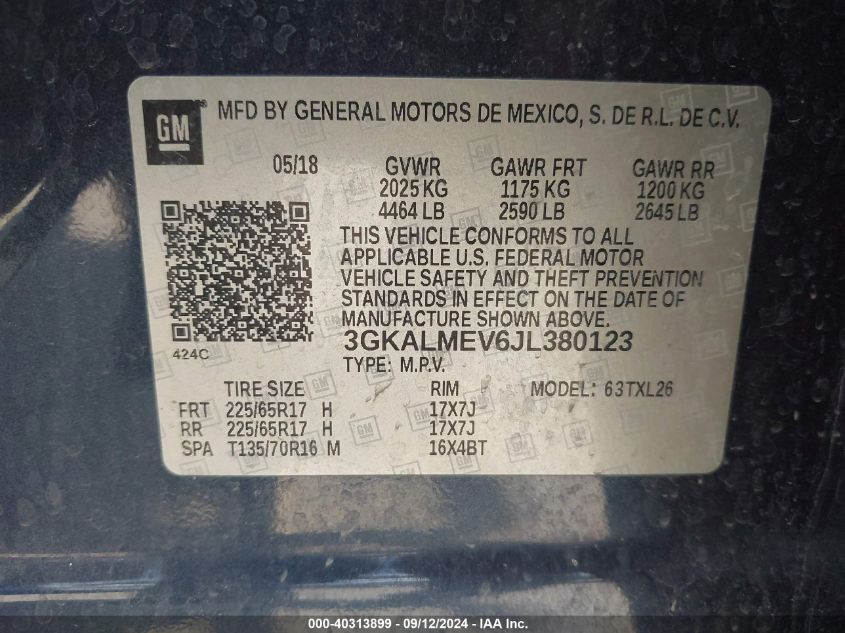 GM ® MFD BY GENERAL MOTORS DE MEXICO, S. DE R.L. DE C.V.
05/18 GVWR GAWR FRT GAWR RR
2025 KG 1175 KG 1200 KG
4464 LB 2590 LB 2645 LB
THIS VEHICLE CONFORMS TO ALL
APPLICABLE U.S. FEDERAL MOTOR
VEHICLE SAFETY AND THEFT PREVENTION
STANDARDS IN EFFECT ON THE DATE OF
MANUFACTURE SHOWN ABOVE.
424C 3GKALMEV6JL380123
TYPE: M.P.V.
TIRE SIZE RIM MODEL: 63TXL26
FRT 225/65R17 H 17X7J
RR 225/65R17 H 17X7J
SPA T135/70R16 M 16X4BT
000-40313899 - 09/12/2024 - IAA, Inc.